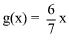 g(x) = 6/7 x